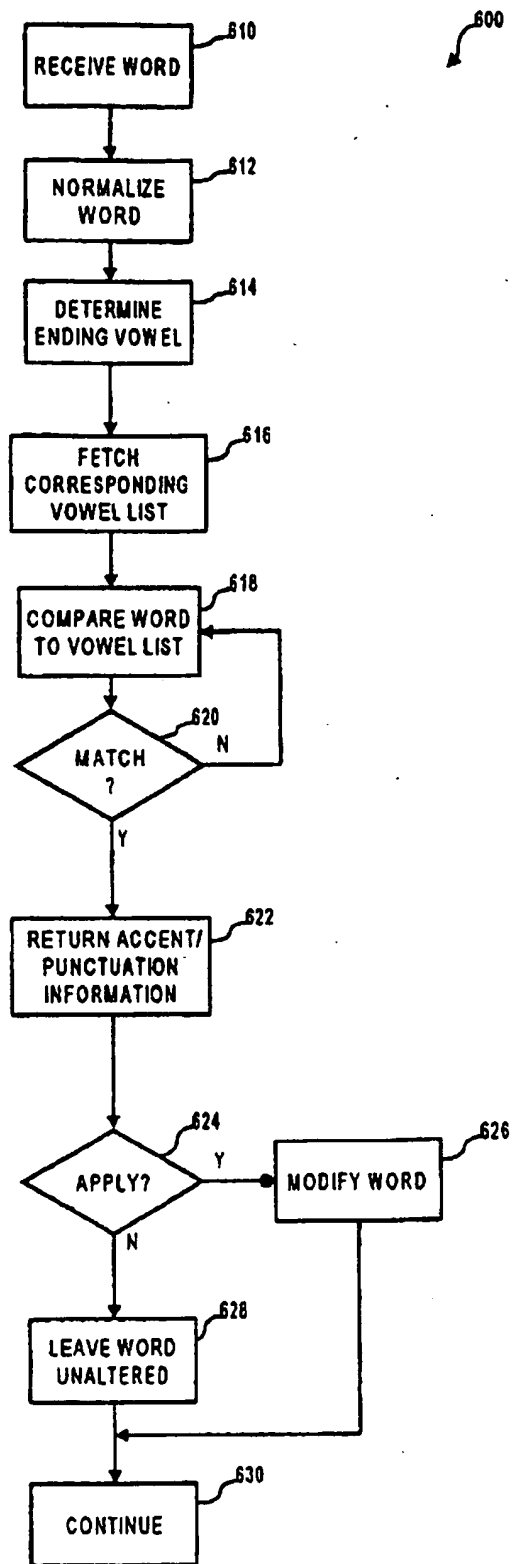 600
610
RECEIVE WORD
612
NORMALIZE
WORD
614
DETERMINE
ENDING VOWEL
616
FETCH
CORRESPONDING
VOWEL LIST
618
COMPARE WORD
TO VOWEL LIST
620
MATCH
?
N
Y
622
RETURN ACCENT/
PUNCTUATION
INFORMATION
624
APPLY?
Y
N
626
MODIFY WORD
628
LEAVE WORD
UNALTERED
630
CONTINUE